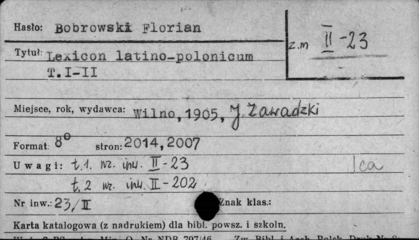 Hasło: Bobrowski Florian
z.m II-23
Tytuł: Lexicon latino-polonicum
T.I-II
Miejsce, rok, wydawca: Wilno, 1905, J. Zawadzki
Format: 8° stron: 2014, 2007
Uwagi: t.1. nr. inw. II-23
t.2 nr. inw. II-202
Nr inw.: 23/II Znak klas.:
Karta katalogowa (z nadrukiem) dla bibl. powsz. i szkoln.